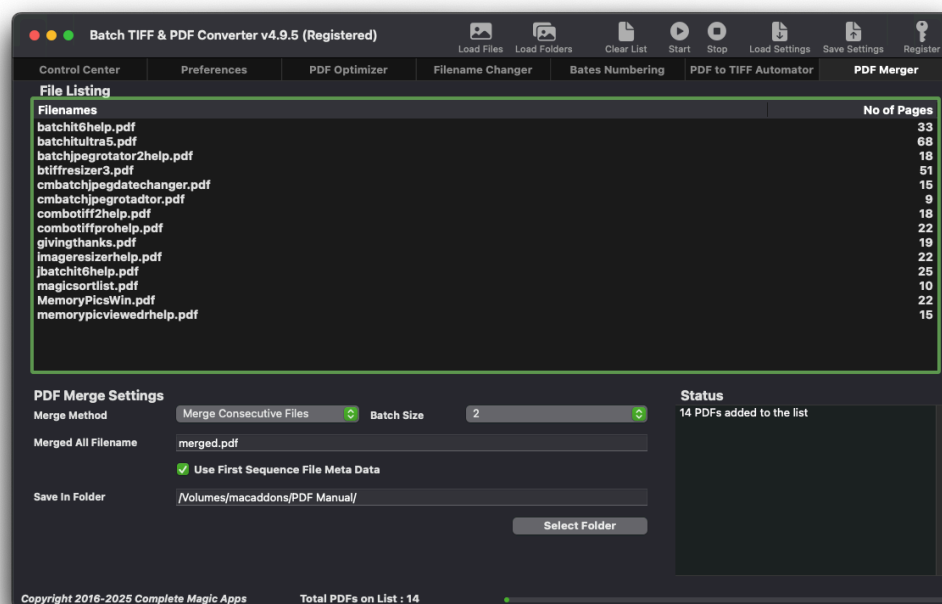 Batch TIFF & PDF Converter v4.9.5 (Registered)
Load Files Load Folders Clear List Start Stop Load Settings Save Settings Register
Control Center Preferences PDF Optimizer Filename Changer Bates Numbering PDF to TIFF Automator PDF Merger
File Listing
Filenames No of Pages
batchit6help.pdf 33
batchitultra5.pdf 68
batchjpegrotator2help.pdf 18
btiffresizer3.pdf 51
cmbatchjpegdatechanger.pdf 15
cmbatchjpegrotadtor.pdf 9
combotiff2help.pdf 18
combotiffprohelp.pdf 22
givingthanks.pdf 19
imageresizerhelp.pdf 22
jbatchit6help.pdf 25
magicsortlist.pdf 10
MemoryPicsWin.pdf 22
memorypicviewedrhelp.pdf 15
PDF Merge Settings Status
Merge Method Merge Consecutive Files Batch Size 2 14 PDFs added to the list
Merged All Filename merged.pdf
Use First Sequence File Meta Data
Save In Folder /Volumes/macaddons/PDF Manual/
Select Folder
Copyright 2016-2025 Complete Magic Apps Total PDFs on List : 14